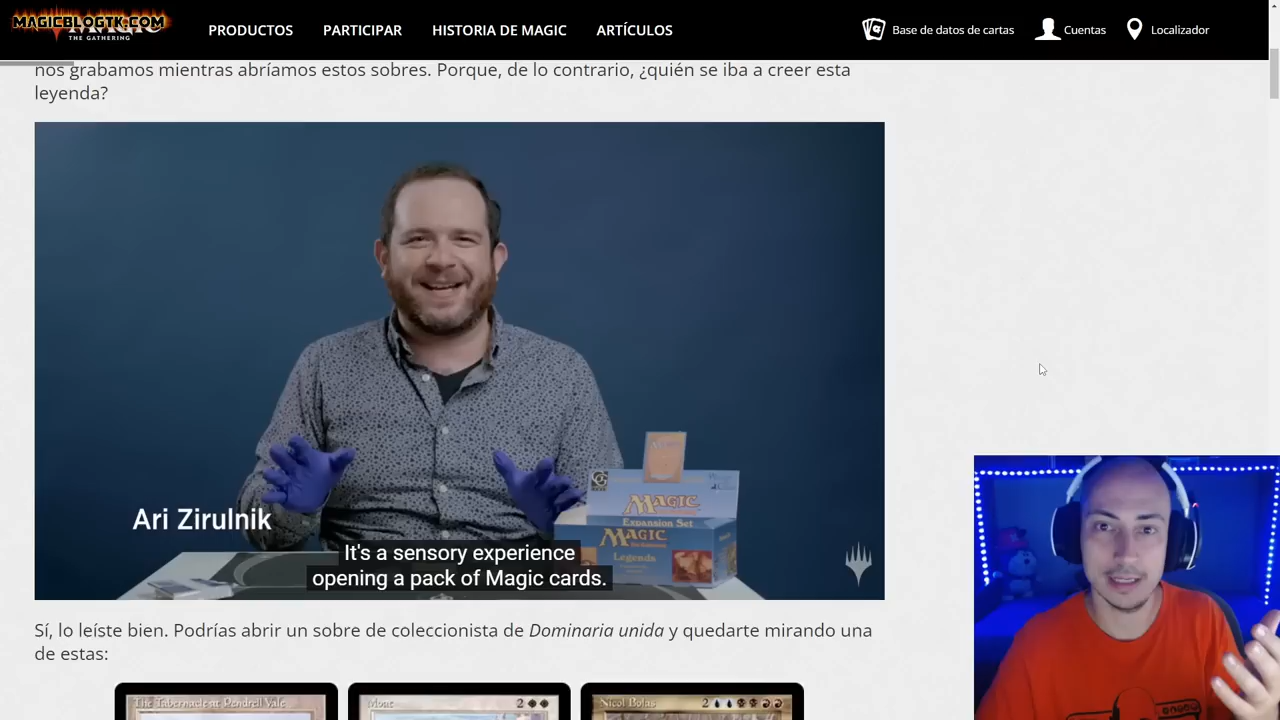 MAGICBLOGTK.COM
THE GATHERING
PRODUCTOS
PARTICIPAR
HISTORIA DE MAGIC
ARTÍCULOS
Base de datos de cartas
Cuentas
Localizador
nos grabamos mientras abríamos estos sobres. Porque, de lo contrario, ¿quién se iba a creer esta
leyenda?
MAGIC
Expansion Set
MAGIC
Legends
Ari Zirulnik
It's a sensory experience
opening a pack of Magic cards.
Sí, lo leíste bien. Podrías abrir un sobre de coleccionista de Dominaria unida y quedarte mirando una
de estas:
The Tabernacle at Pendrell Vale
Moat
2
Nicol Bolas
2